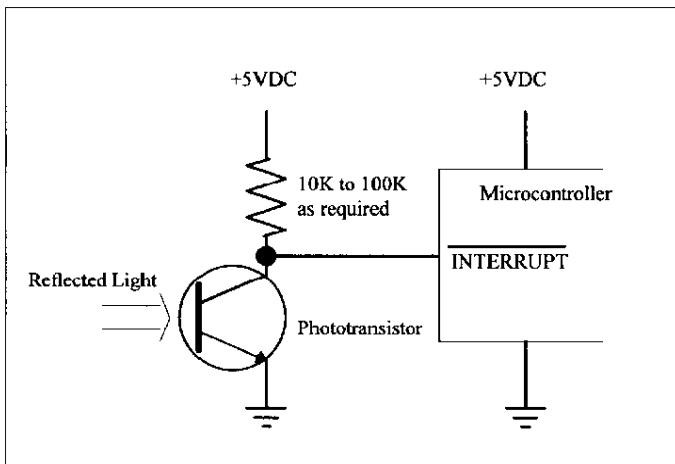 +5VDC
+5VDC
10K to 100K
as required
Microcontroller
INTERRUPT
Reflected Light
Phototransistor